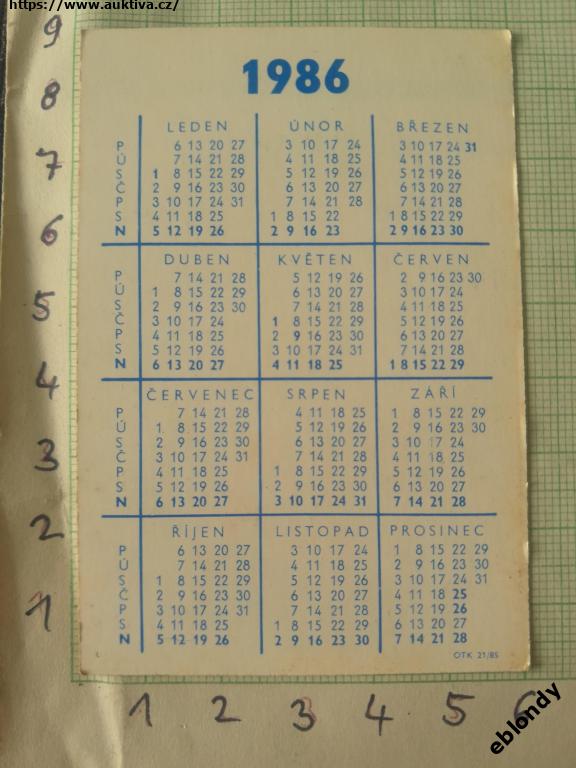 https://www.auktiva.cz/
1986
LEDEN ÚNOR BŘEZEN
P 6 13 20 27 3 10 17 24 3 10 17 24 31
Ú 7 14 21 28 4 11 18 25 4 11 18 25
S 1 8 15 22 29 5 12 19 26 5 12 19 26
Č 2 9 16 23 30 6 13 20 27 6 13 20 27
P 3 10 17 24 31 7 14 21 28 7 14 21 28
S 4 11 18 25 1 8 15 22 1 8 15 22 29
N 5 12 19 26 2 9 16 23 2 9 16 23 30
DUBEN KVĚTEN ČERVEN
P 7 14 21 28 5 12 19 26 2 9 16 23 30
Ú 1 8 15 22 29 6 13 20 27 3 10 17 24
S 2 9 16 23 30 7 14 21 28 4 11 18 25
Č 3 10 17 24 1 8 15 22 29 5 12 19 26
P 4 11 18 25 2 9 16 23 30 6 13 20 27
S 5 12 19 26 3 10 17 24 31 7 14 21 28
N 6 13 20 27 4 11 18 25 1 8 15 22 29
ČERVENEC SRPEN ZÁŘÍ
P 7 14 21 28 4 11 18 25 1 8 15 22 29
Ú 1 8 15 22 29 5 12 19 26 2 9 16 23 30
S 2 9 16 23 30 6 13 20 27 3 10 17 24
Č 3 10 17 24 31 7 14 21 28 4 11 18 25
P 4 11 18 25 1 8 15 22 29 5 12 19 26
S 5 12 19 26 2 9 16 23 30 6 13 20 27
N 6 13 20 27 3 10 17 24 31 7 14 21 28
ŘÍJEN LISTOPAD PROSINEC
P 6 13 20 27 3 10 17 24 1 8 15 22 29
Ú 7 14 21 28 4 11 18 25 2 9 16 23 30
S 1 8 15 22 29 5 12 19 26 3 10 17 24 31
Č 2 9 16 23 30 6 13 20 27 4 11 18 25
P 3 10 17 24 31 7 14 21 28 5 12 19 26
S 4 11 18 25 1 8 15 22 29 6 13 20 27
N 5 12 19 26 2 9 16 23 30 7 14 21 28
OTK 21/85
9
8
7
6
5
4
3
2
1
1 2 3 4 5 6
eblondy